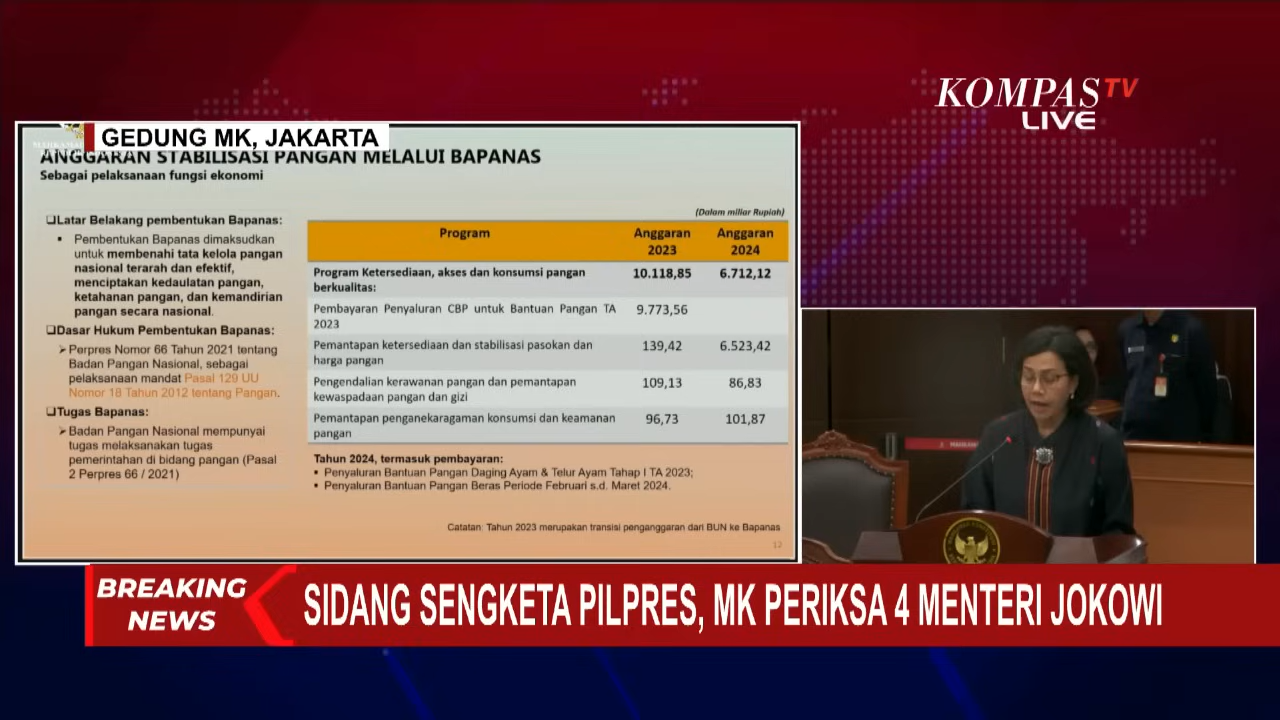 KOMPAS TV
LIVE
GEDUNG MK, JAKARTA
ANGGARAN STABILISASI PANGAN MELALUI BAPANAS
Sebagai pelaksanaan fungsi ekonomi
❑Latar Belakang pembentukan Bapanas:
▪ Pembentukan Bapanas dimaksudkan
untuk membenahi tata kelola pangan
nasional terarah dan efektif,
menciptakan kedaulatan pangan,
ketahanan pangan, dan kemandirian
pangan secara nasional.
❑Dasar Hukum Pembentukan Bapanas:
➢Perpres Nomor 66 Tahun 2021 tentang
Badan Pangan Nasional, sebagai
pelaksanaan mandat Pasal 129 UU
Nomor 18 Tahun 2012 tentang Pangan.
❑Tugas Bapanas:
➢Badan Pangan Nasional mempunyai
tugas melaksanakan tugas
pemerintahan di bidang pangan (Pasal
2 Perpres 66 / 2021)
(Dalam miliar Rupiah)
Program Anggaran 2023 Anggaran 2024
Program Ketersediaan, akses dan konsumsi pangan 10.118,85 6.712,12
berkualitas:
Pembayaran Penyaluran CBP untuk Bantuan Pangan TA 9.773,56
2023
Pemantapan ketersediaan dan stabilisasi pasokan dan 139,42 6.523,42
harga pangan
Pengendalian kerawanan pangan dan pemantapan 109,13 86,83
kewaspadaan pangan dan gizi
Pemantapan penganekaragaman konsumsi dan keamanan 96,73 101,87
pangan
Tahun 2024, termasuk pembayaran:
▪ Penyaluran Bantuan Pangan Daging Ayam & Telur Ayam Tahap I TA 2023;
▪ Penyaluran Bantuan Pangan Beras Periode Februari s.d. Maret 2024.
Catatan: Tahun 2023 merupakan transisi penganggaran dari BUN ke Bapanas
12
BREAKING
NEWS
SIDANG SENGKETA PILPRES, MK PERIKSA 4 MENTERI JOKOWI